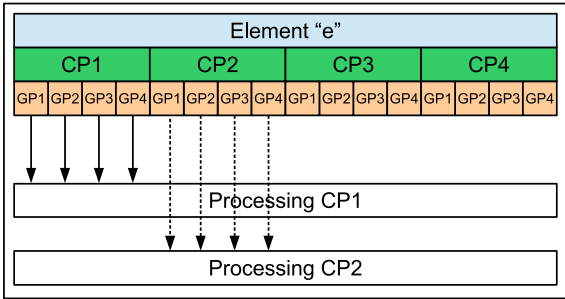 Element “e”
CP1 CP2 CP3 CP4
GP1 GP2 GP3 GP4 GP1 GP2 GP3 GP4 GP1 GP2 GP3 GP4 GP1 GP2 GP3 GP4
Processing CP1
Processing CP2